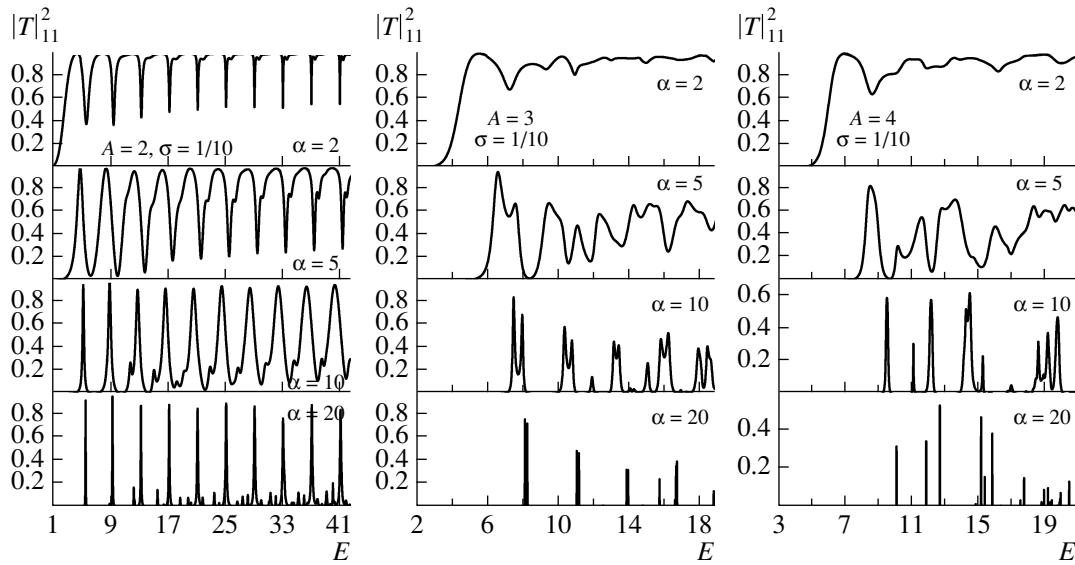 |T|²₁₁ |T|²₁₁ |T|²₁₁
0.8 0.8 0.8
0.6 0.6 0.6
0.4 0.4 0.4
0.2 0.2 0.2
A = 2, σ = 1/10
α = 2
A = 3
σ = 1/10
α = 2
A = 4
σ = 1/10
α = 2
0.8 0.8 0.8
0.6 0.6 0.6
0.4 0.4 0.4
0.2 0.2 0.2
α = 5 α = 5 α = 5
0.8 0.8 0.6
0.6 0.6 0.4
0.4 0.4 0.2
0.2 0.2
α = 10 α = 10 α = 10
0.8 0.8 0.4
0.6 0.6 0.2
0.4 0.4
0.2 0.2
α = 20 α = 20 α = 20
1 9 17 25 33 41 2 6 10 14 18 3 7 11 15 19
E E E